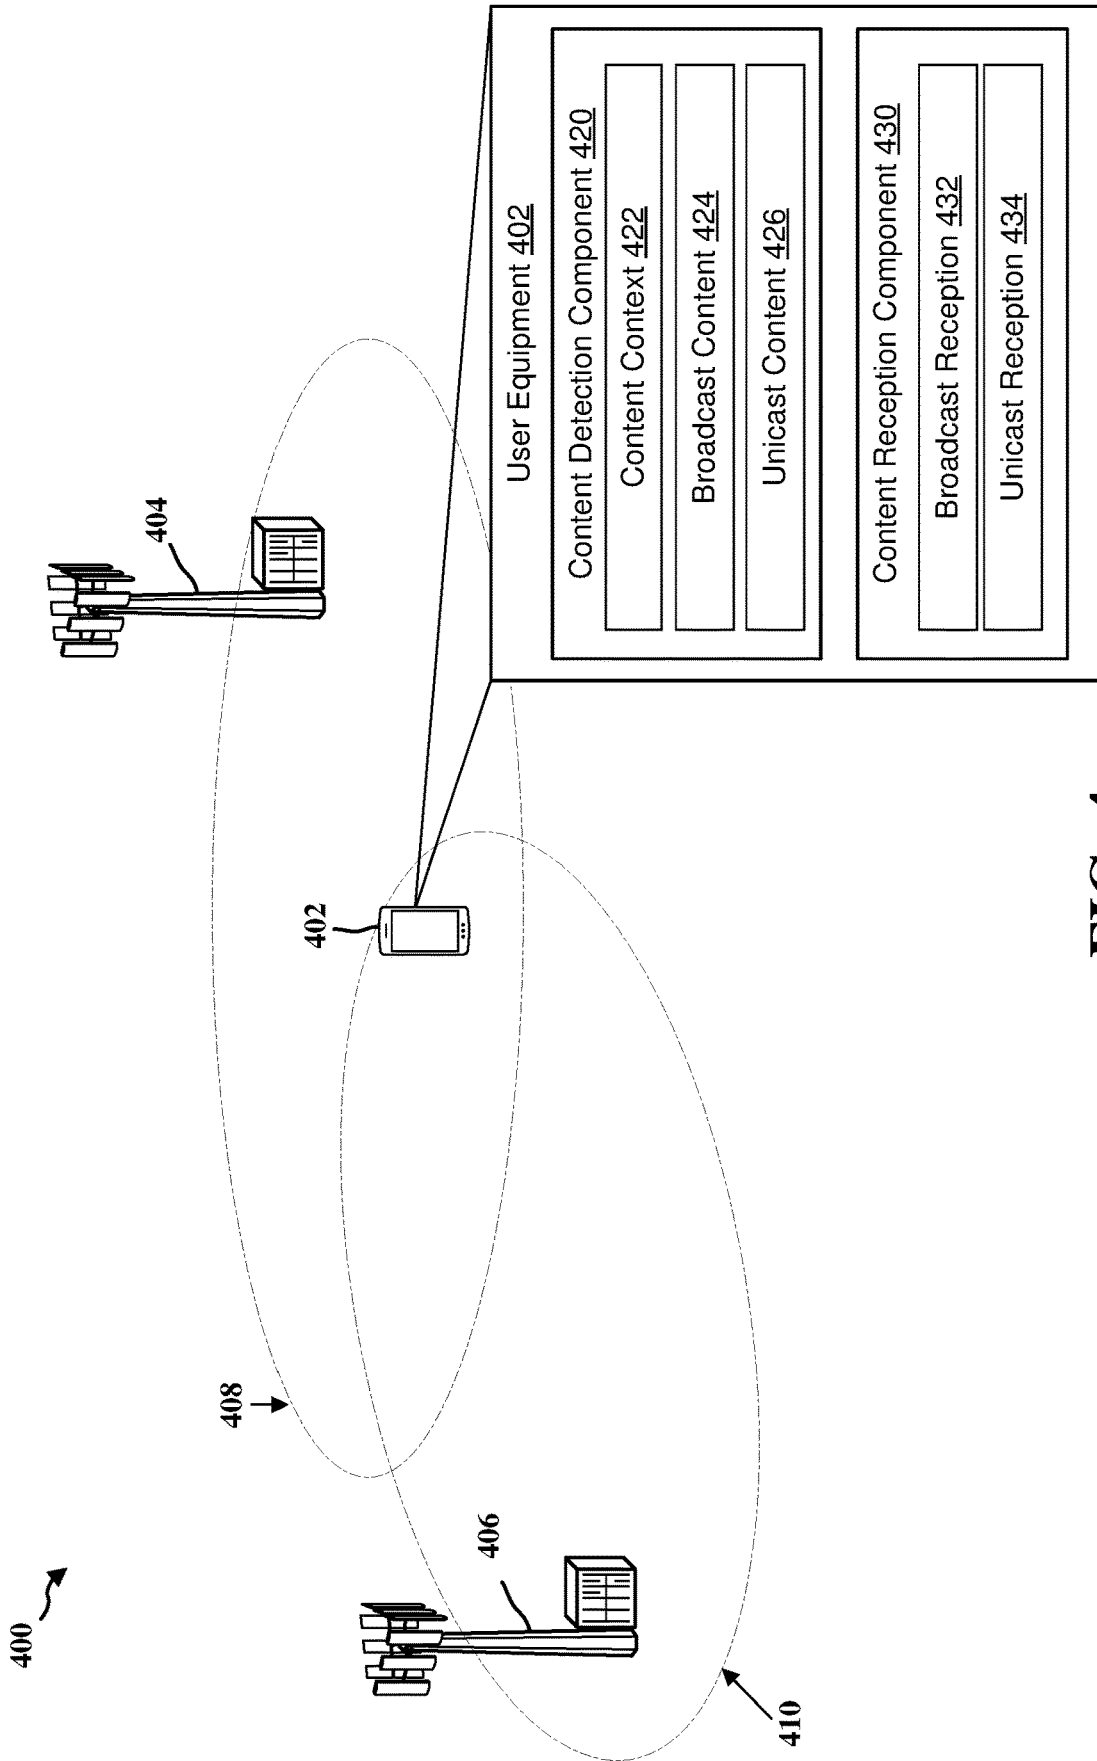 400
408
402
404
406
410
User Equipment 402
Content Detection Component 420
Content Context 422
Broadcast Content 424
Unicast Content 426
Content Reception Component 430
Broadcast Reception 432
Unicast Reception 434